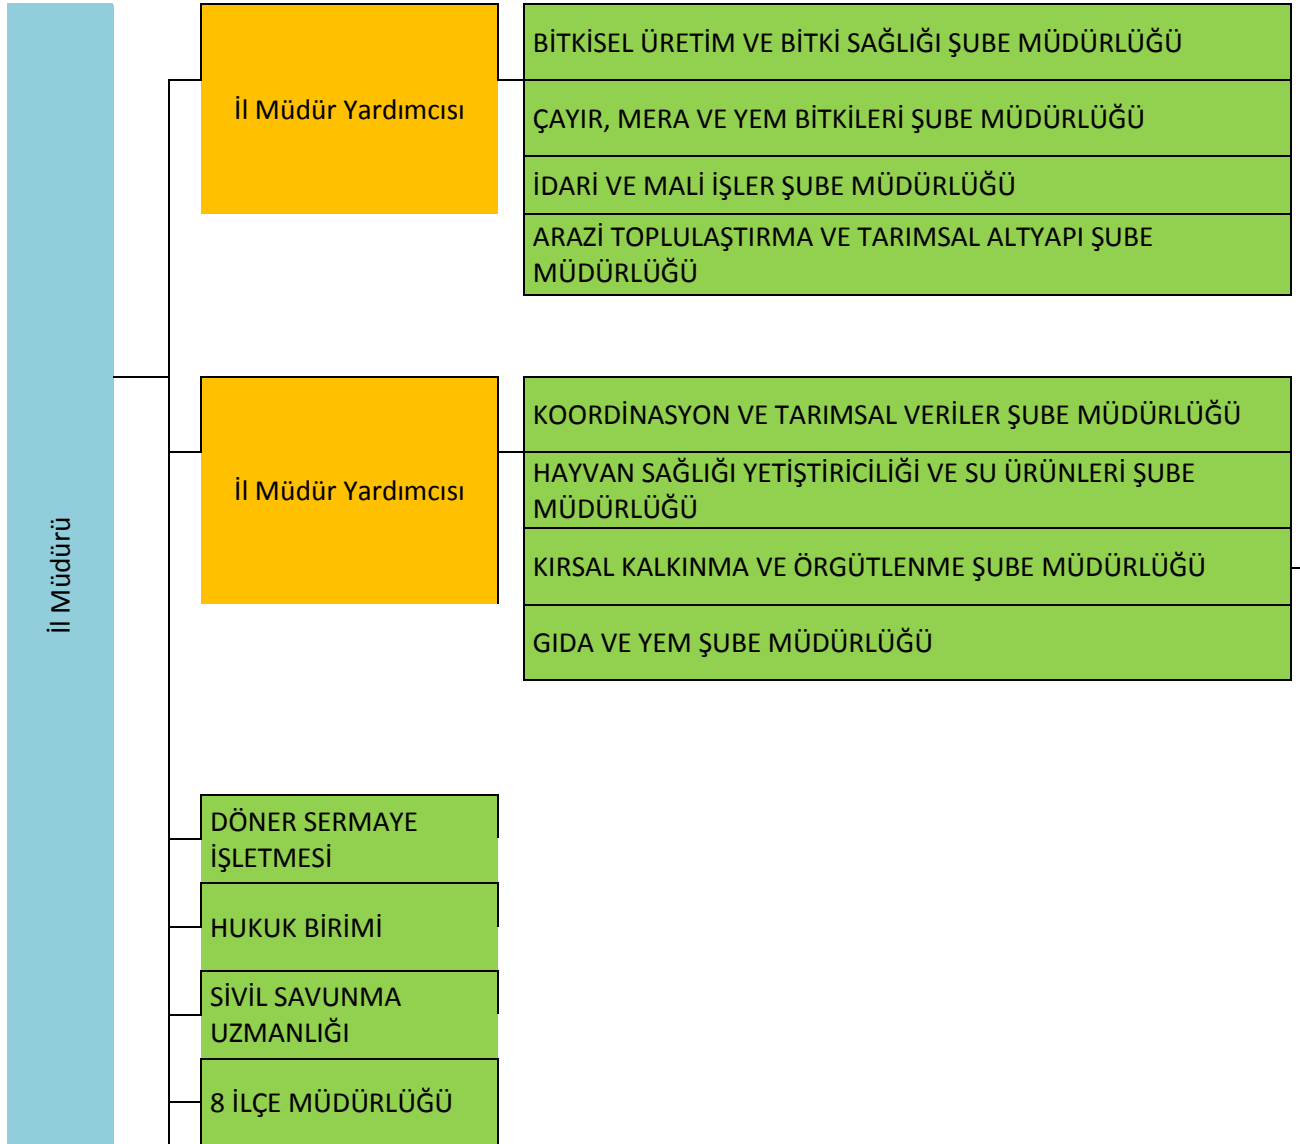 İl Müdürü
İl Müdür Yardımcısı
BİTKİSEL ÜRETİM VE BİTKİ SAĞLIĞI ŞUBE MÜDÜRLÜĞÜ
ÇAYIR, MERA VE YEM BİTKİLERİ ŞUBE MÜDÜRLÜĞÜ
İDARİ VE MALİ İŞLER ŞUBE MÜDÜRLÜĞÜ
ARAZİ TOPLULAŞTIRMA VE TARIMSAL ALTYAPI ŞUBE
MÜDÜRLÜĞÜ
İl Müdür Yardımcısı
KOORDİNASYON VE TARIMSAL VERİLER ŞUBE MÜDÜRLÜĞÜ
HAYVAN SAĞLIĞI YETİŞTİRİCİLİĞİ VE SU ÜRÜNLERİ ŞUBE
MÜDÜRLÜĞÜ
KIRSAL KALKINMA VE ÖRGÜTLENME ŞUBE MÜDÜRLÜĞÜ
GIDA VE YEM ŞUBE MÜDÜRLÜĞÜ
DÖNER SERMAYE
İŞLETMESİ
HUKUK BİRİMİ
SİVİL SAVUNMA
UZMANLIĞI
8 İLÇE MÜDÜRLÜĞÜ